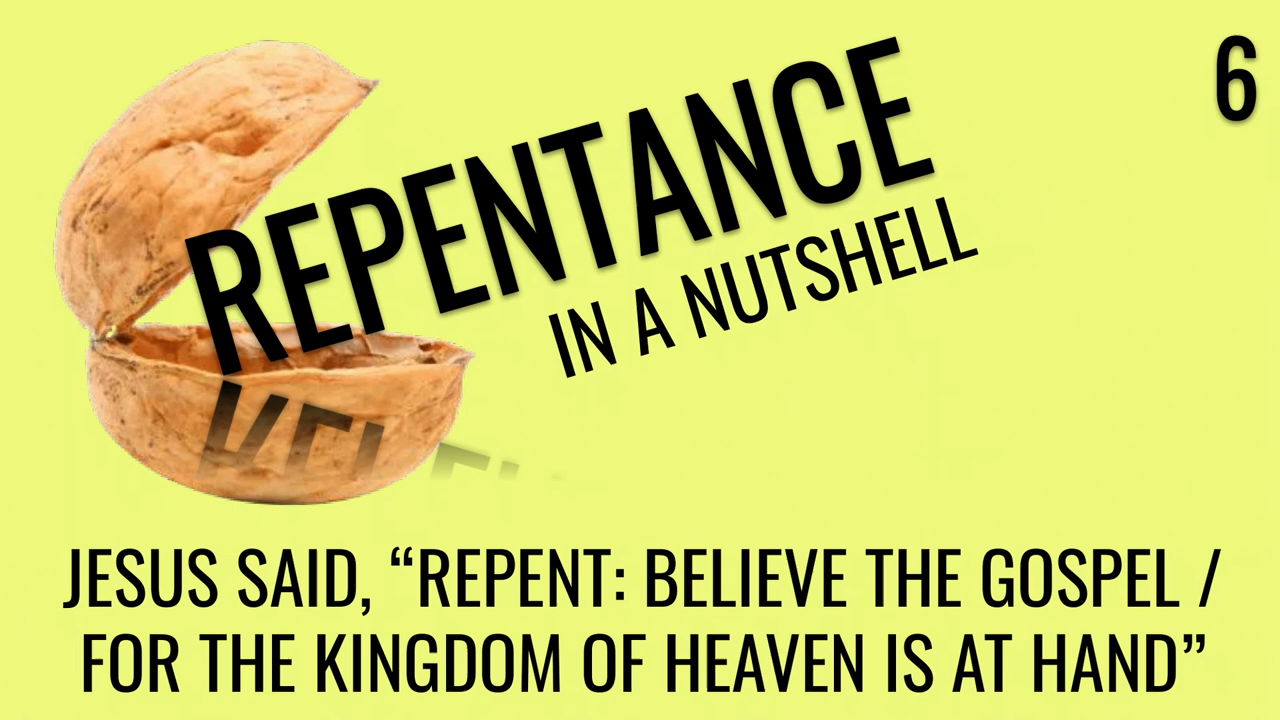 6
REPENTANCE
IN A NUTSHELL
JESUS SAID, “REPENT: BELIEVE THE GOSPEL /
FOR THE KINGDOM OF HEAVEN IS AT HAND”